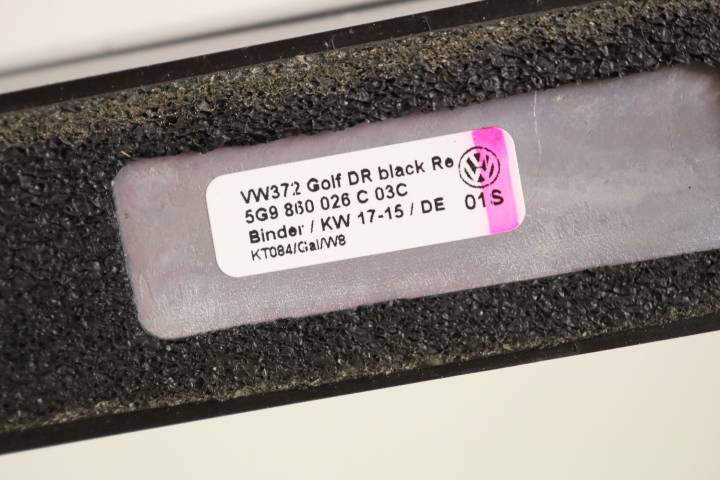 VW372 Golf DR black Re
5G9 860 026 C 03C
Binder / KW 17-15 / DE 01S
KT084/Gal/W8